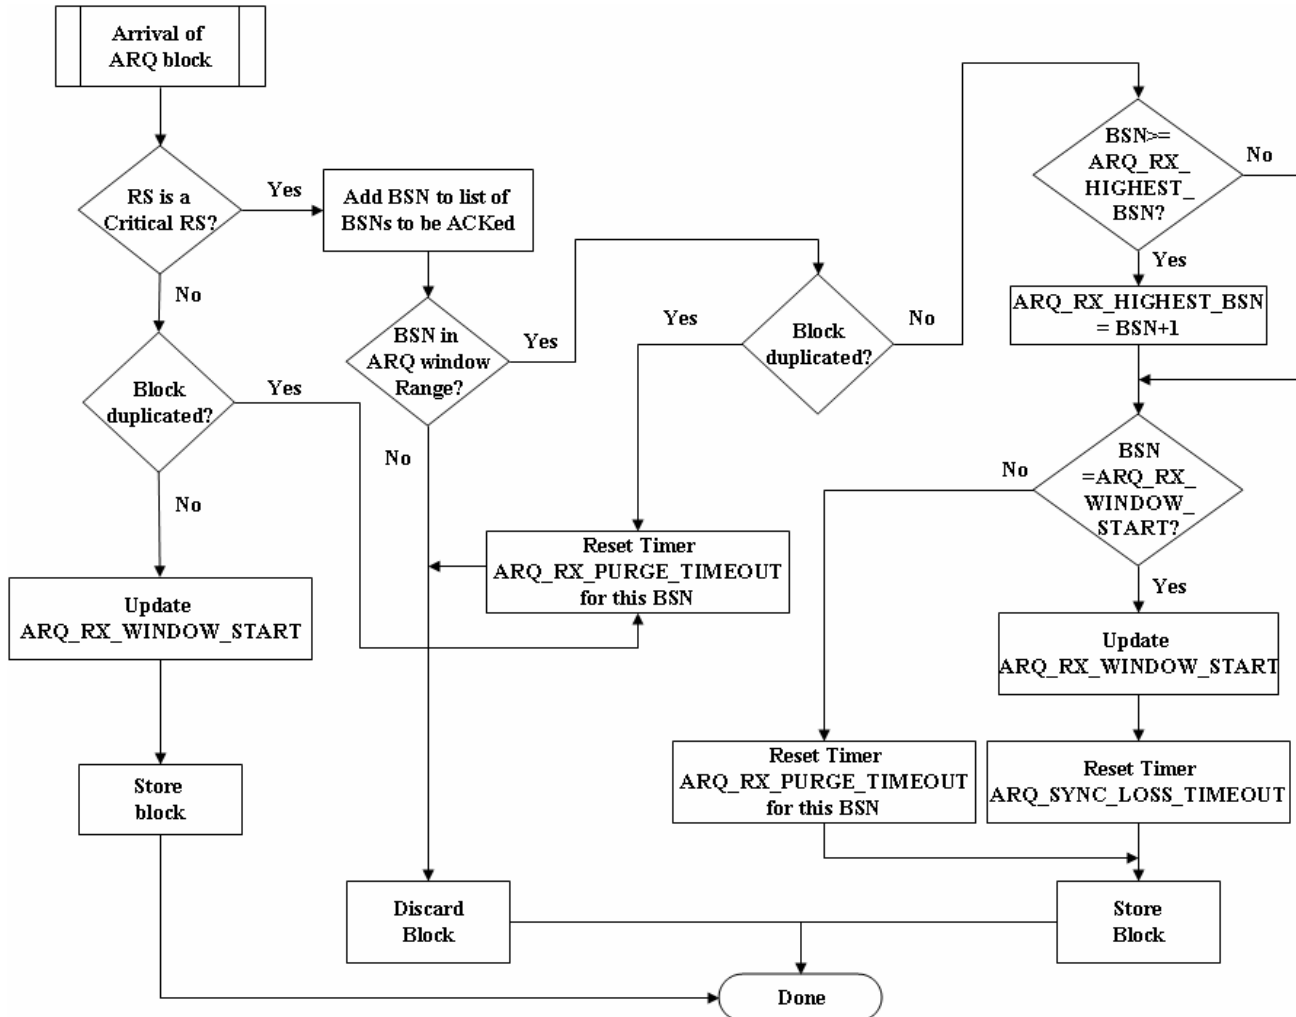 Arrival of
ARQ block
RS is a
Critical RS?
Yes
No
Add BSN to list of
BSNs to be ACKed
BSN in
ARQ window
Range?
Yes
No
Block
duplicated?
Yes
No
Update
ARQ_RX_WINDOW_START
Store
block
Block
duplicated?
Yes
No
Reset Timer
ARQ_RX_PURGE_TIMEOUT
for this BSN
BSN>=
ARQ_RX_
HIGHEST_
BSN?
No
Yes
ARQ_RX_HIGHEST_BSN
= BSN+1
BSN
=ARQ_RX_
WINDOW_
START?
No
Yes
Update
ARQ_RX_WINDOW_START
Reset Timer
ARQ_RX_PURGE_TIMEOUT
for this BSN
Reset Timer
ARQ_SYNC_LOSS_TIMEOUT
Discard
Block
Store
Block
Done